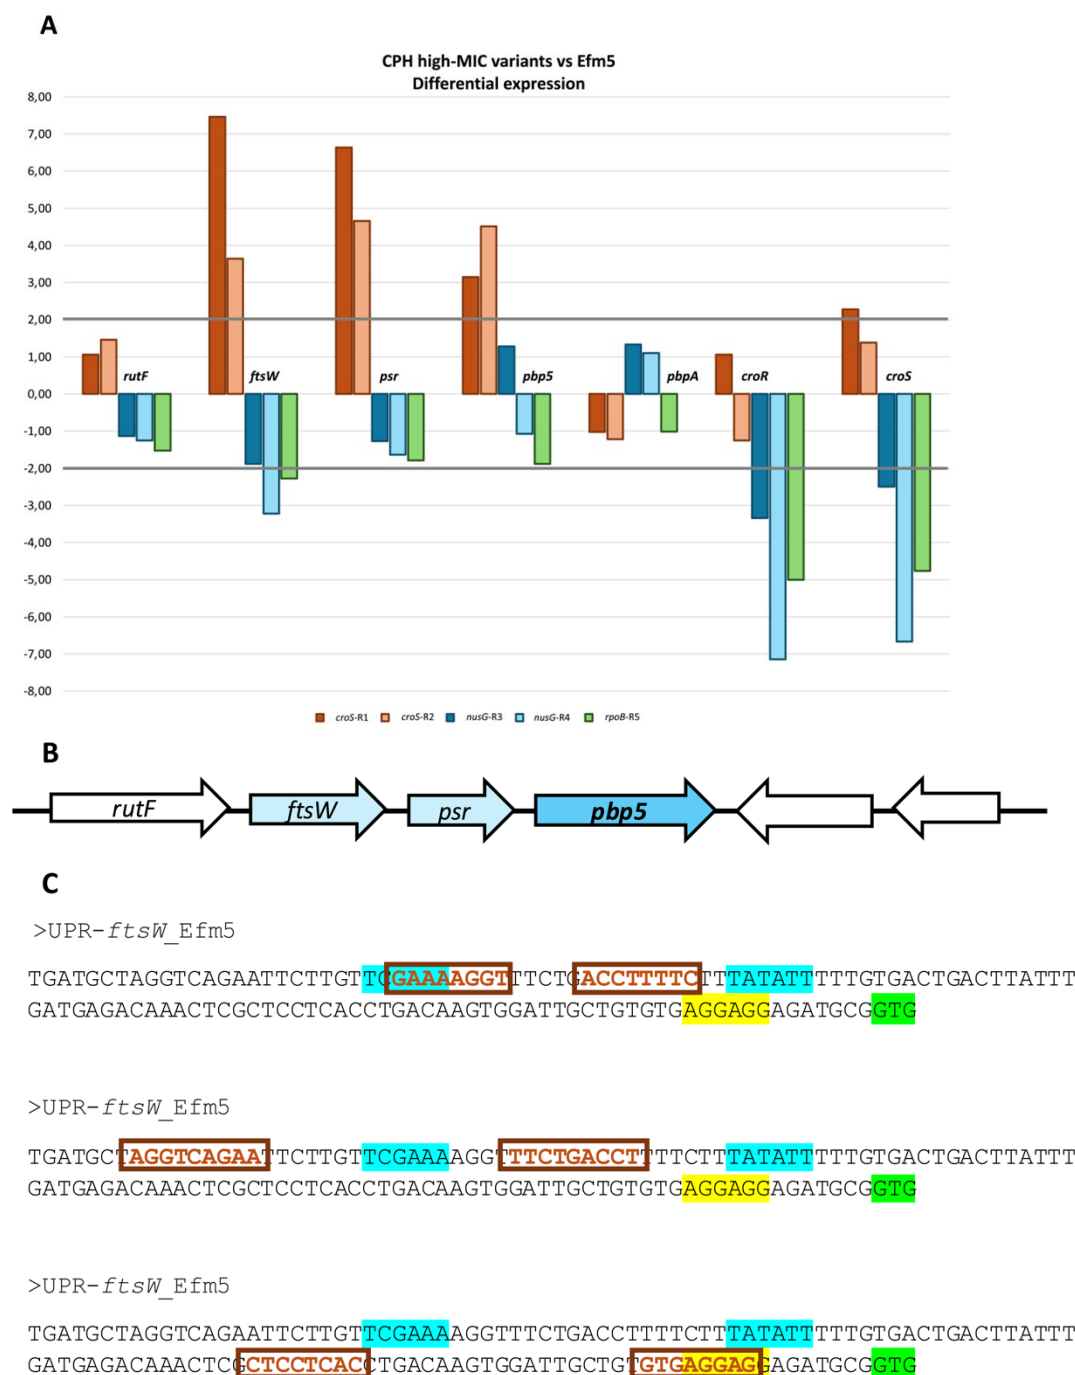 A
CPH high-MIC variants vs Efm5
Differential expression
8,00
7,00
6,00
5,00
4,00
3,00
2,00
1,00
0,00
-1,00
-2,00
-3,00
-4,00
-5,00
-6,00
-7,00
-8,00
rutF ftsW psr pbp5 pbpA croR croS
croS-R1 croS-R2 nusG-R3 nusG-R4 rpoB-R5
B
rutF ftsW psr pbp5
C
>UPR-ftsW_Efm5
TGATGCTAGGTCAGAATTCTTGTTCGAAAAGGTTTCTGACCTTTTCTTTATATTTTTGTGACTGACTTATTT
GATGAGACAAACTCGCTCCTCACCTGACAAGTGGATTGCTGTGTGAGGAGGAGATGCGGTG
>UPR-ftsW_Efm5
TGATGCTAGGTCAGAATTCTTGTTCGAAAAGGTTTCTGACCTTTTCTTTATATTTTTGTGACTGACTTATTT
GATGAGACAAACTCGCTCCTCACCTGACAAGTGGATTGCTGTGTGAGGAGGAGATGCGGTG
>UPR-ftsW_Efm5
TGATGCTAGGTCAGAATTCTTGTTCGAAAAGGTTTCTGACCTTTTCTTTATATTTTTGTGACTGACTTATTT
GATGAGACAAACTCGCTCCTCACCTGACAAGTGGATTGCTGTGTGAGGAGGAGATGCGGTG